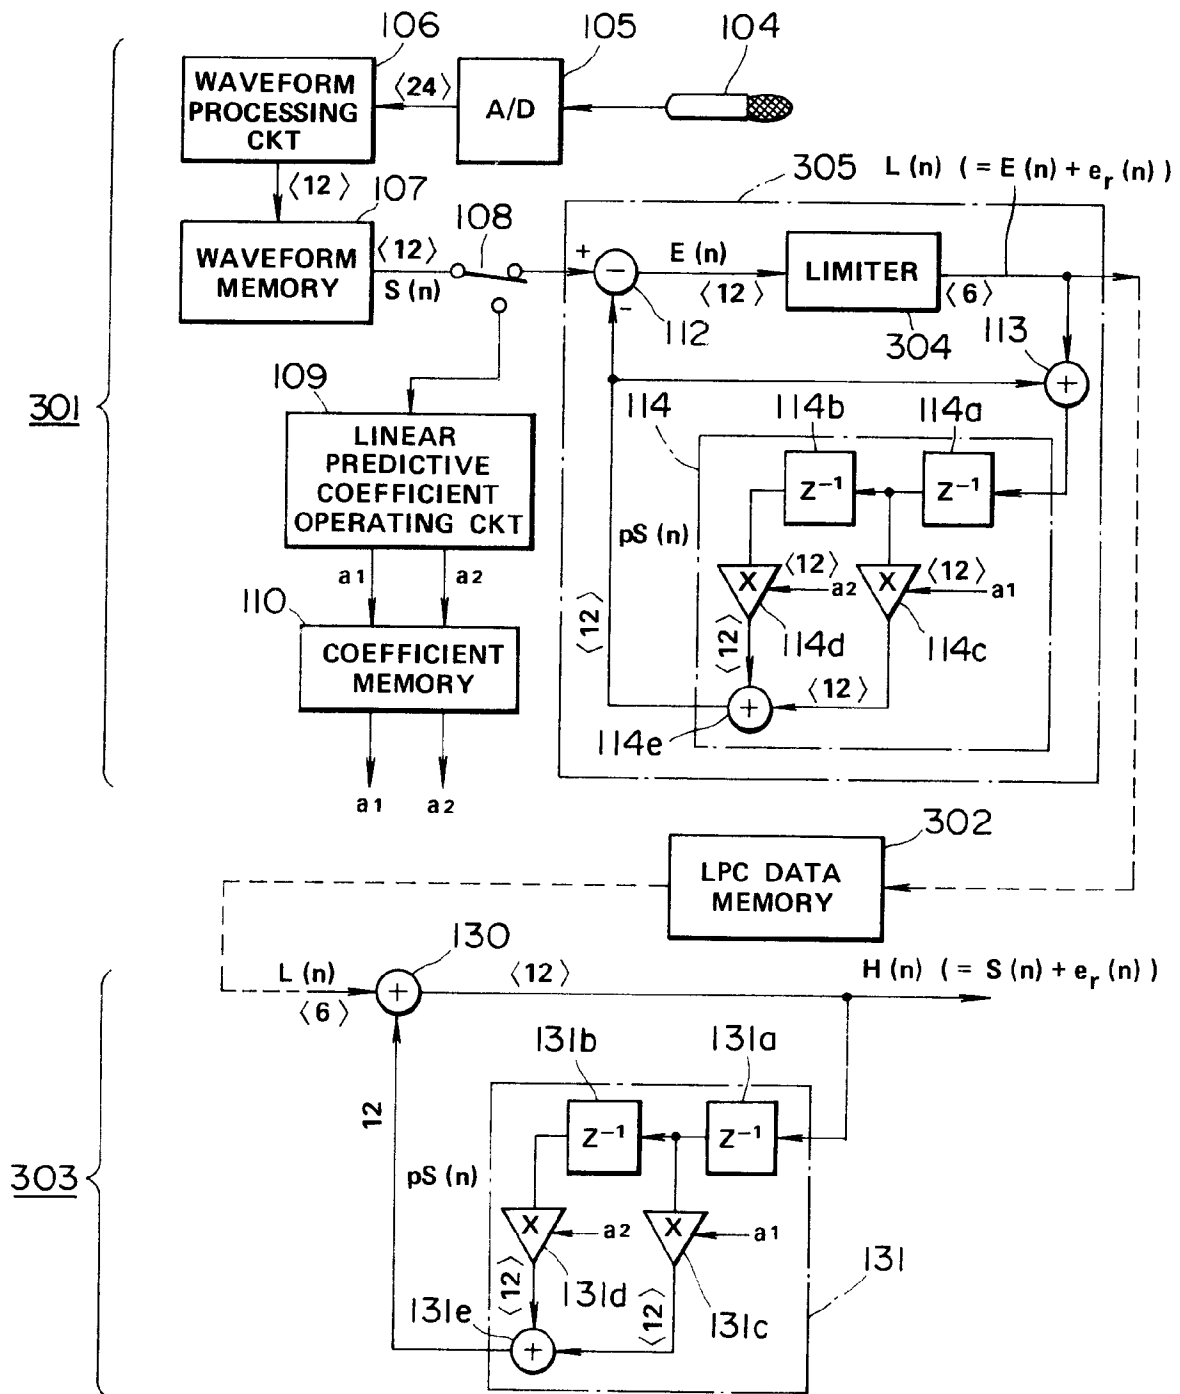 106
105
104
WAVEFORM
PROCESSING
CKT
⟨24⟩
A/D
⟨12⟩
107
108
305
L (n) ( = E (n) + e_r (n) )
WAVEFORM
MEMORY
⟨12⟩
S (n)
+
−
-
E (n)
⟨12⟩
LIMITER
⟨6⟩
112
304
113
+
301
109
LINEAR
PREDICTIVE
COEFFICIENT
OPERATING CKT
114
114b
114a
Z⁻¹
Z⁻¹
pS (n)
a1
a2
X
⟨12⟩
a2
X
⟨12⟩
a1
110
⟨12⟩
⟨12⟩
114d
114c
COEFFICIENT
MEMORY
⟨12⟩
+
114e
a1
a2
302
LPC DATA
MEMORY
130
L (n)
⟨6⟩
+
⟨12⟩
H (n) ( = S (n) + e_r (n) )
131b
131a
12
Z⁻¹
Z⁻¹
303
pS (n)
X
a2
X
a1
131
⟨12⟩
131d
⟨12⟩
131c
131e
+